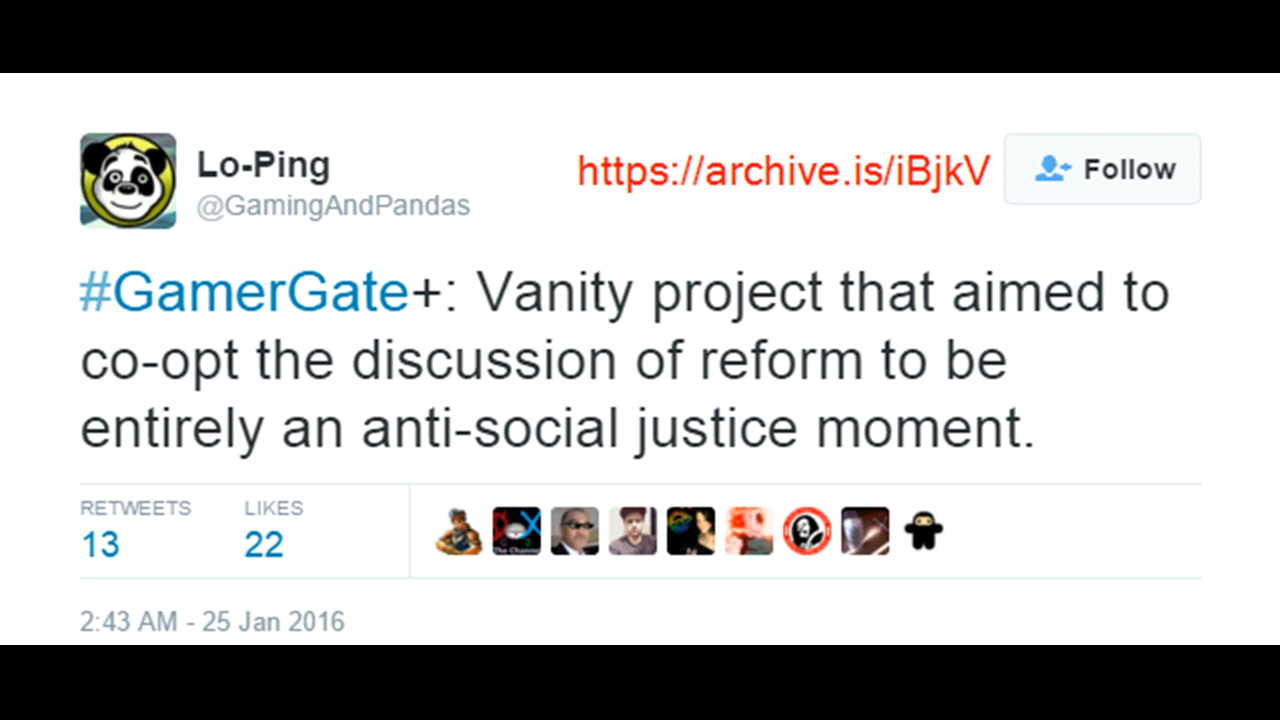 Lo-Ping
@GamingAndPandas
https://archive.is/iBjkV
Follow
#GamerGate+: Vanity project that aimed to
co-opt the discussion of reform to be
entirely an anti-social justice moment.
RETWEETS LIKES
13 22
2:43 AM - 25 Jan 2016